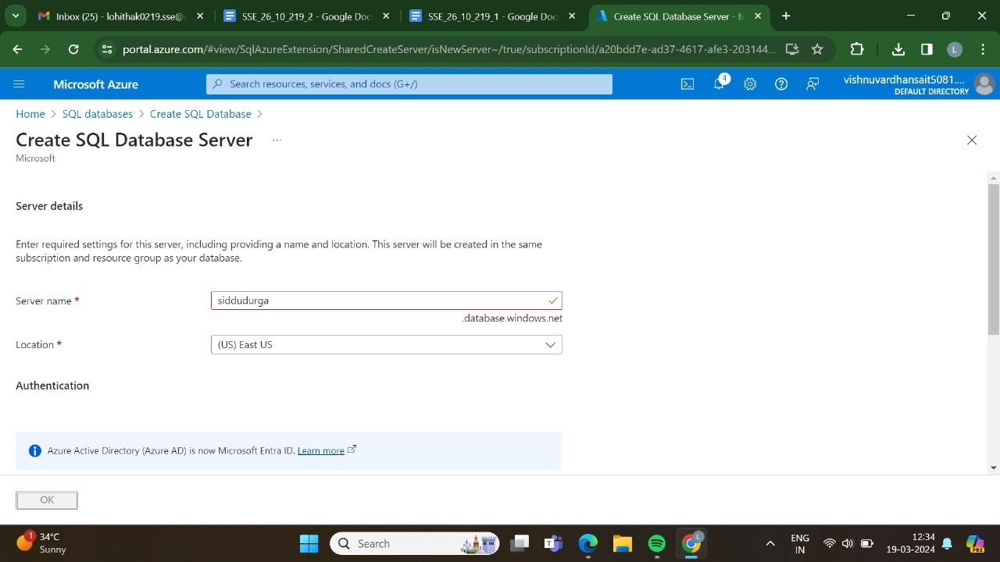 Inbox (25) - lohithak0219.sse@s
SSE_26_10_219_2 - Google Doc
SSE_26_10_219_1 - Google Doc
Create SQL Database Server - M
portal.azure.com/#view/SqlAzureExtension/SharedCreateServer/isNewServer~/true/subscriptionId/a20bdd7e-ad37-4617-afe3-203144...
L
Microsoft Azure
Search resources, services, and docs (G+/)
4
vishnuvardhansait5081....
DEFAULT DIRECTORY
Home > SQL databases > Create SQL Database >
Create SQL Database Server ...
Microsoft
Server details
Enter required settings for this server, including providing a name and location. This server will be created in the same
subscription and resource group as your database.
Server name *
siddudurga
.database.windows.net
Location *
(US) East US
Authentication
Azure Active Directory (Azure AD) is now Microsoft Entra ID. Learn more
OK
1
34°C
Sunny
Search
L
ENG
IN
12:34
19-03-2024
PRE